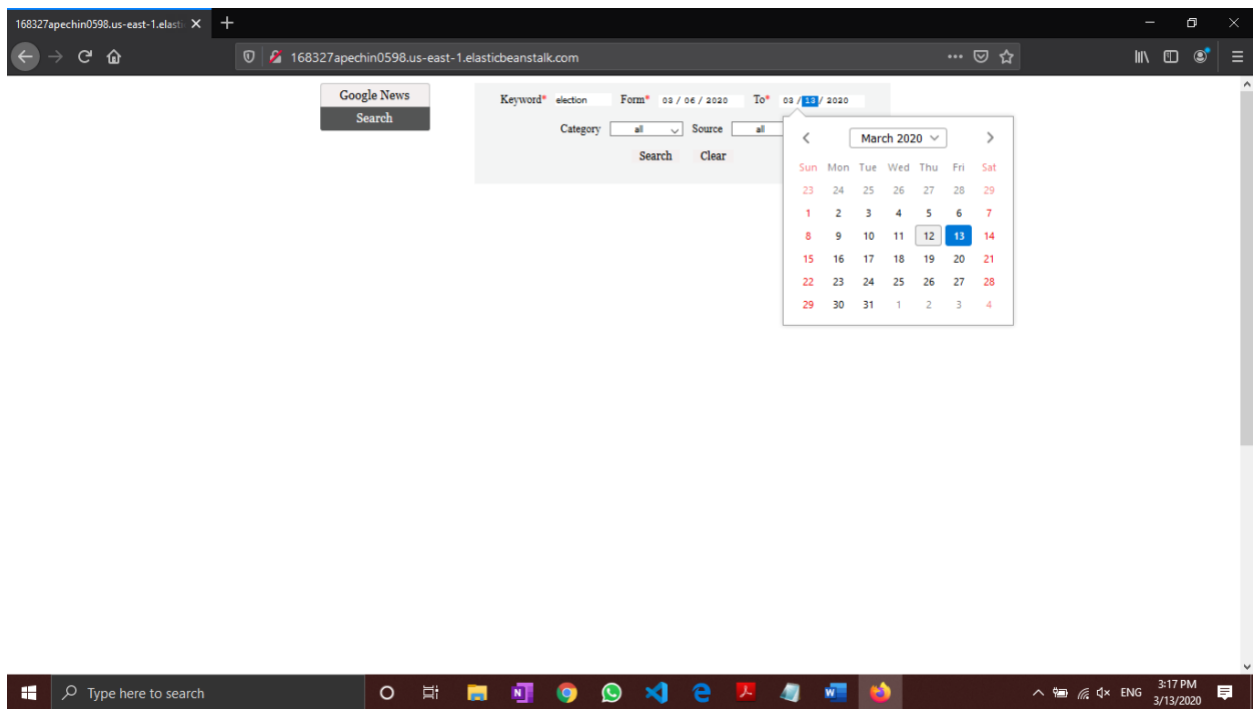 168327apechin0598.us-east-1.elasti
168327apechin0598.us-east-1.elasticbeanstalk.com
Google News
Search
Keyword* election Form* 03 / 06 / 2020 To* 03 / 13 / 2020
Category all Source all
Search Clear
March 2020
Sun Mon Tue Wed Thu Fri Sat
23 24 25 26 27 28 29
1 2 3 4 5 6 7
8 9 10 11 12 13 14
15 16 17 18 19 20 21
22 23 24 25 26 27 28
29 30 31 1 2 3 4
Type here to search
ENG
3:17 PM
3/13/2020